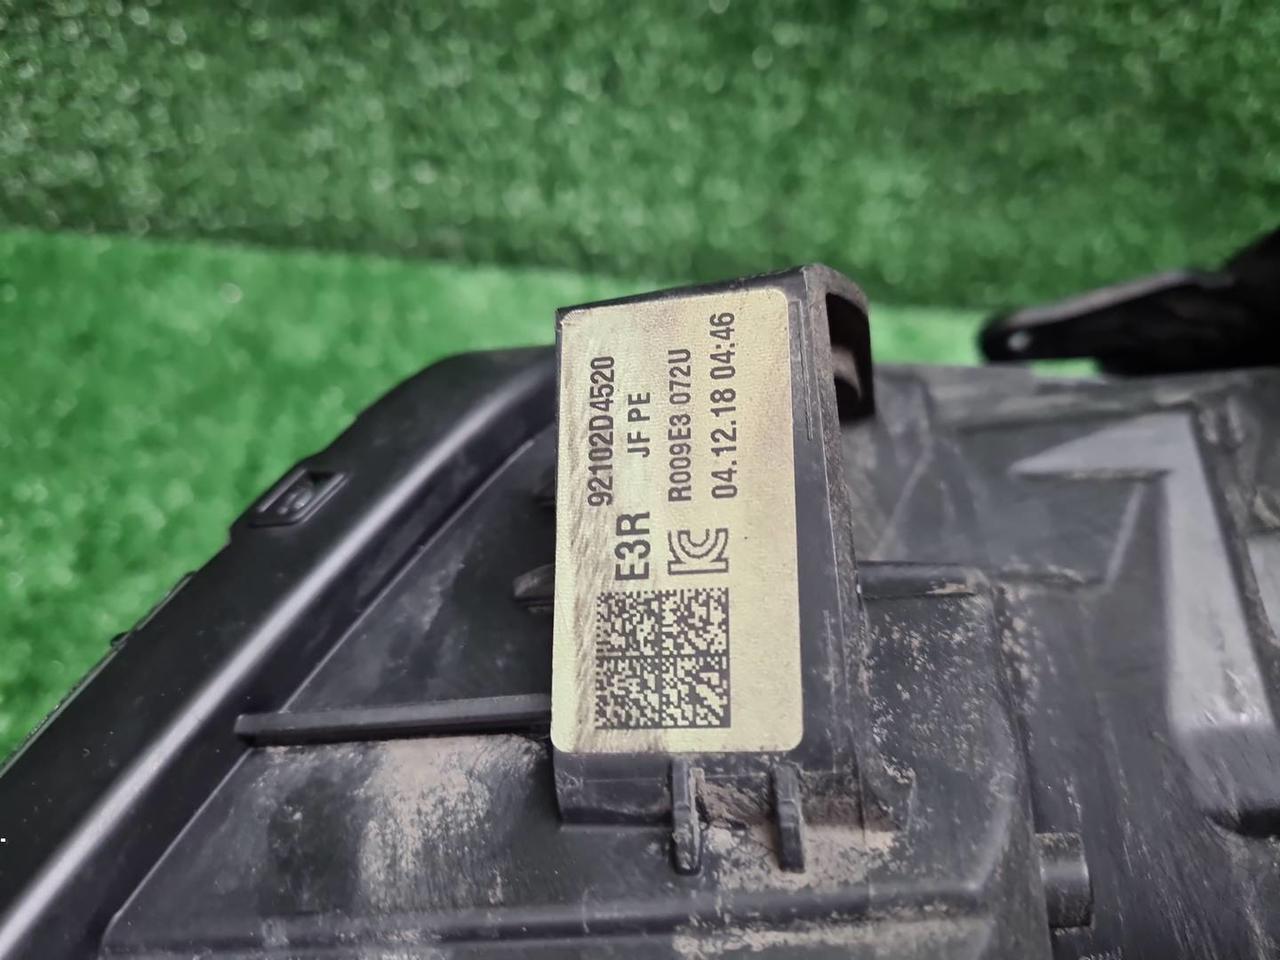 92102D4520
E3R JF PE
R009E3 072U
04.12.18 04:46